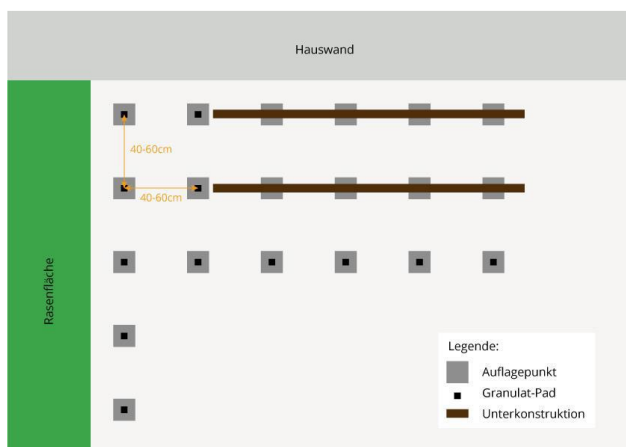 Hauswand
40-60cm
40-60cm
Rasenfläche
Legende:
Auflagepunkt
Granulat-Pad
Unterkonstruktion